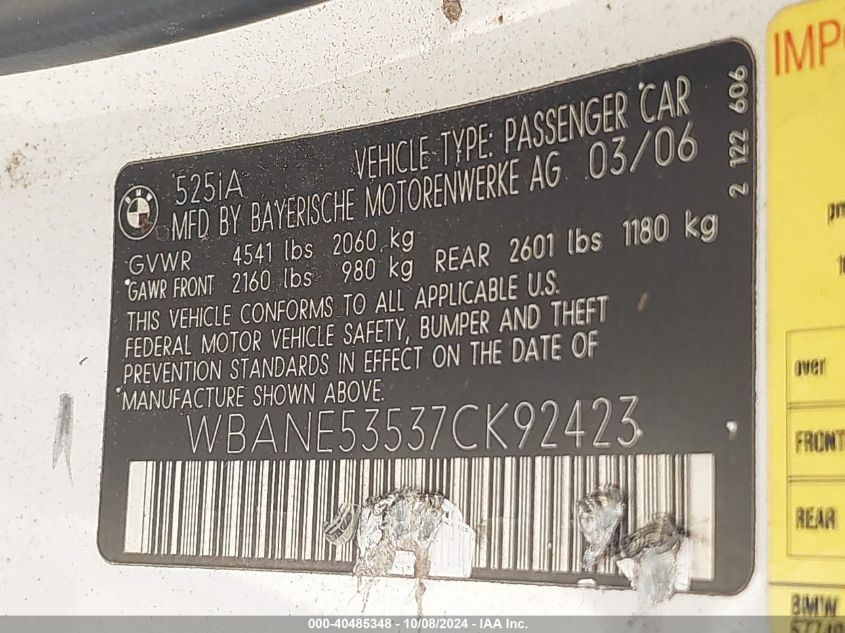 525iA VEHICLE TYPE: PASSENGER CAR
MFD BY BAYERISCHE MOTORENWERKE AG 03/06
GVWR 4541 lbs 2060 kg
GAWR FRONT 2160 lbs 980 kg REAR 2601 lbs 1180 kg
THIS VEHICLE CONFORMS TO ALL APPLICABLE U.S.
FEDERAL MOTOR VEHICLE SAFETY, BUMPER AND THEFT
PREVENTION STANDARDS IN EFFECT ON THE DATE OF
MANUFACTURE SHOWN ABOVE.
WBANE53537CK92423
2 122 606
over
FRONT
REAR
BMW
000-40485348 - 10/08/2024 - IAA Inc.